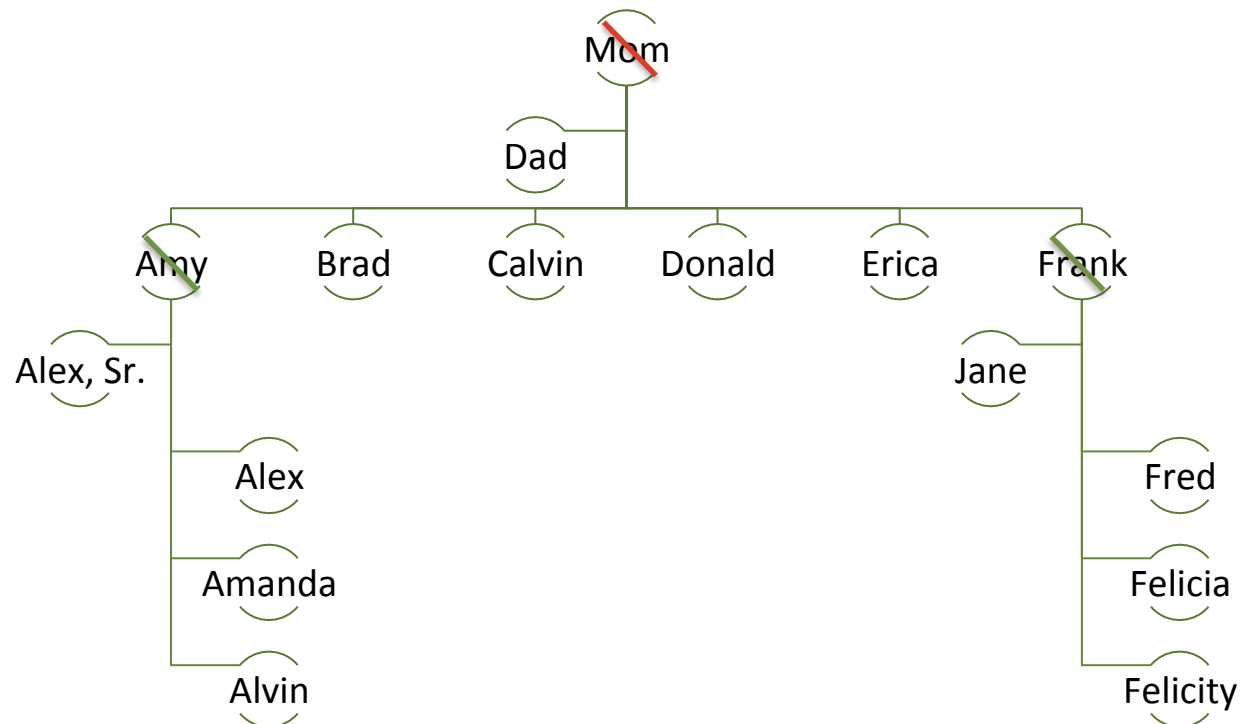 Mom
Dad
Amy
Brad
Calvin
Donald
Erica
Frank
Alex, Sr.
Jane
Alex
Fred
Amanda
Felicia
Alvin
Felicity